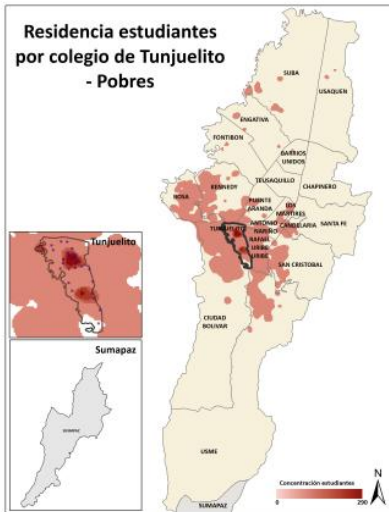 Residencia estudiantes
por colegio de Tunjuelito
- Pobres
SUBA
USAQUEN
ENGATIVA
FONTIBON
BARRIOS
UNIDOS
TEUSAQUILLO
CHAPINERO
BOSA
KENNEDY
PUENTE
ARANDA
LOS
MARTIRES
CANDELARIA
SANTA FE
TUNJUELITO
ANTONIO
NARIÑO
RAFAEL
URIBE
URIBE
SAN CRISTOBAL
Tunjuelito
CIUDAD
BOLIVAR
Sumapaz
SUMAPAZ
USME
SUMAPAZ
Concentración estudiantes
0
290
N